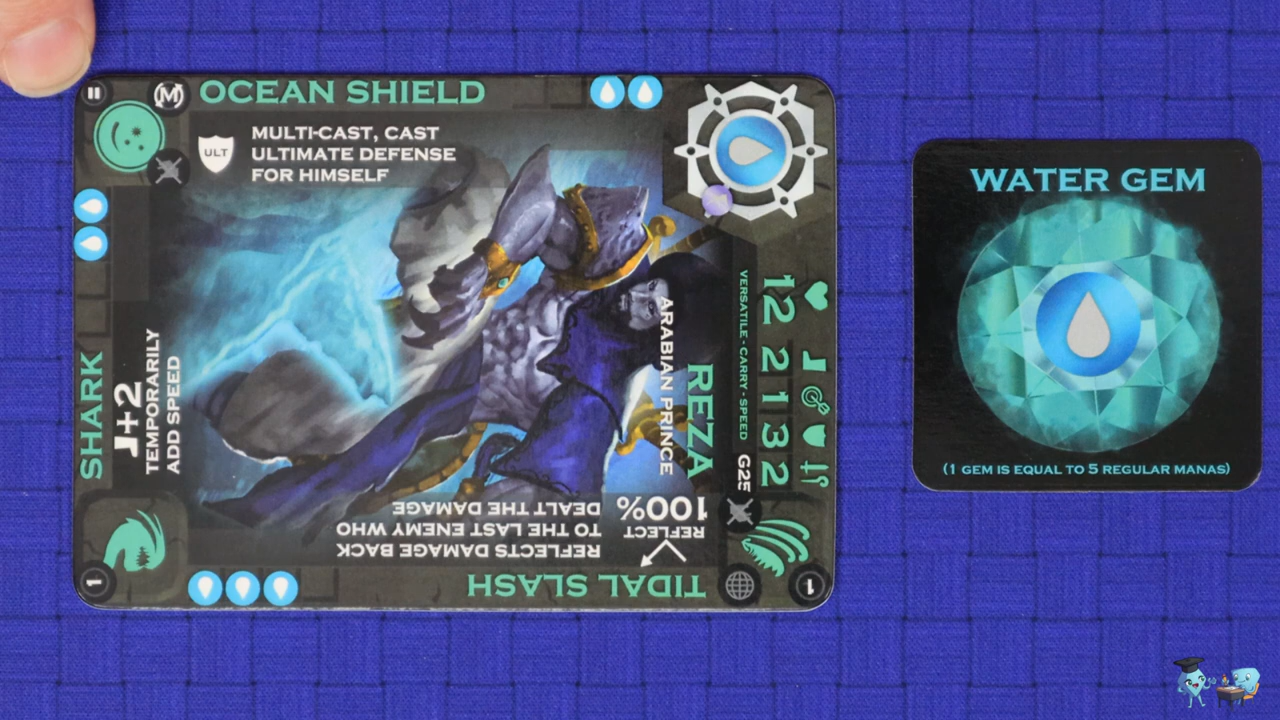 OCEAN SHIELD
ULT
MULTI-CAST, CAST
ULTIMATE DEFENSE
FOR HIMSELF
M
SHARK
+2
TEMPORARILY
ADD SPEED
1
TIDAL SLASH
REFLECT
100%
REFLECTS DAMAGE BACK
TO THE LAST ENEMY WHO
DEALT THE DAMAGE
1
REZA
ARABIAN PRINCE
VERSATILE - CARRY - SPEED
G25
12 2 1 3 2
WATER GEM
(1 GEM IS EQUAL TO 5 REGULAR MANAS)